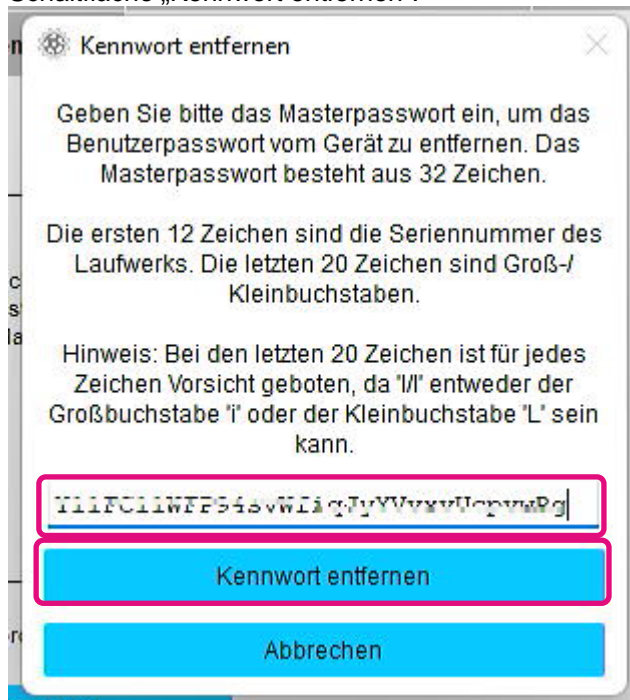 Kennwort entfernen
Geben Sie bitte das Masterpasswort ein, um das
Benutzerpasswort vom Gerät zu entfernen. Das
Masterpasswort besteht aus 32 Zeichen.
Die ersten 12 Zeichen sind die Seriennummer des
Laufwerks. Die letzten 20 Zeichen sind Groß-/
Kleinbuchstaben.
Hinweis: Bei den letzten 20 Zeichen ist für jedes
Zeichen Vorsicht geboten, da 'I/l' entweder der
Großbuchstabe 'i' oder der Kleinbuchstabe 'L' sein
kann.
Kennwort entfernen
Abbrechen